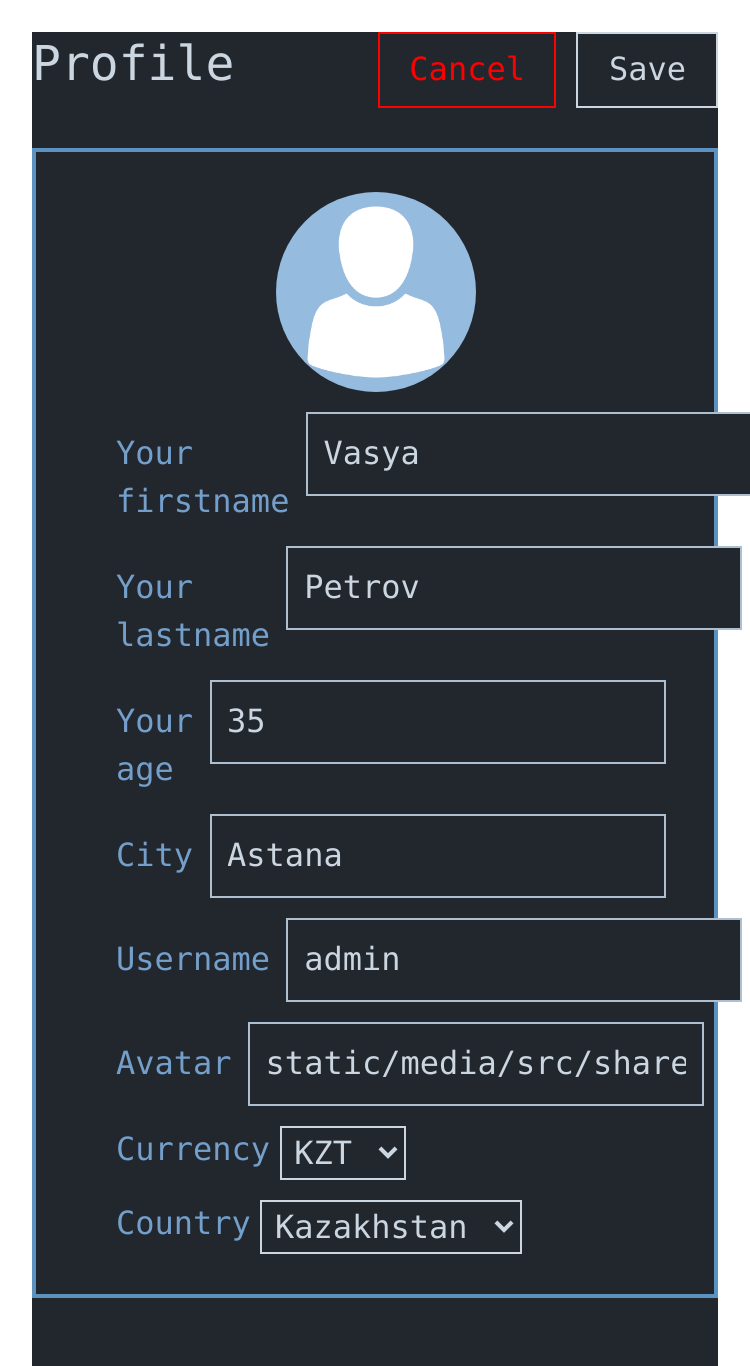 Profile Cancel Save
Your firstname Vasya
Your lastname Petrov
Your age 35
City Astana
Username admin
Avatar static/media/src/share
Currency KZT
Country Kazakhstan